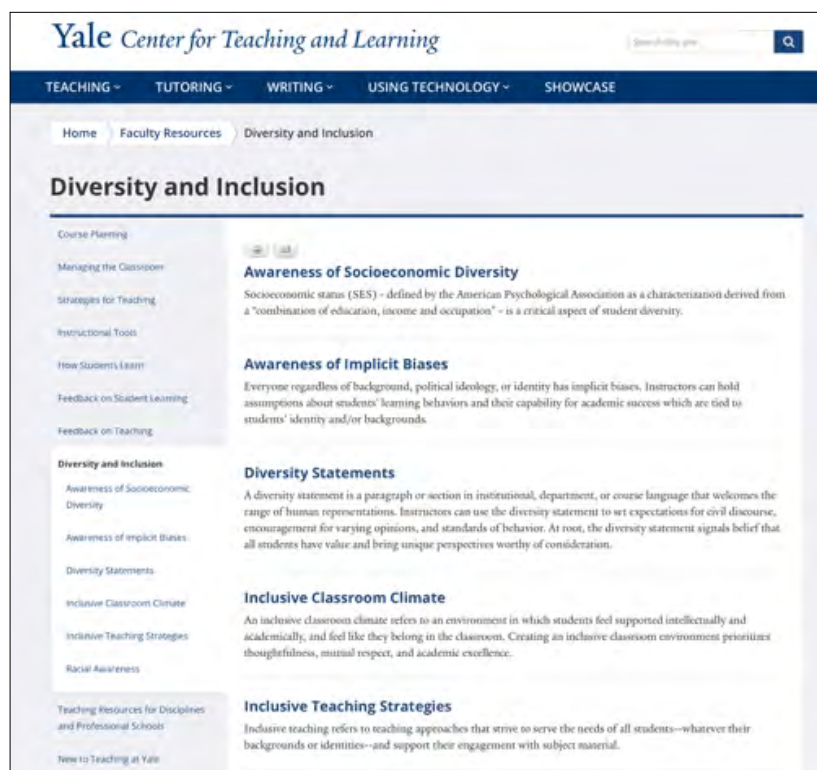 Yale Center for Teaching and Learning
Search this site
TEACHING
TUTORING
WRITING
USING TECHNOLOGY
SHOWCASE
Home
Faculty Resources
Diversity and Inclusion
Diversity and Inclusion
Course Planning
Managing the Classroom
Strategies for Teaching
Instructional Tools
How Students Learn
Feedback on Student Learning
Feedback on Teaching
Diversity and Inclusion
Awareness of Socioeconomic
Diversity
Awareness of Implicit Biases
Diversity Statements
Inclusive Classroom Climate
Inclusive Teaching Strategies
Racial Awareness
Teaching Resources for Disciplines
and Professional Schools
New to Teaching at Yale
Awareness of Socioeconomic Diversity
Socioeconomic status (SES) - defined by the American Psychological Association as a characterization derived from
a "combination of education, income and occupation" - is a critical aspect of student diversity.
Awareness of Implicit Biases
Everyone regardless of background, political ideology, or identity has implicit biases. Instructors can hold
assumptions about students' learning behaviors and their capability for academic success which are tied to
students' identity and/or backgrounds.
Diversity Statements
A diversity statement is a paragraph or section in institutional, department, or course language that welcomes the
range of human representations. Instructors can use the diversity statement to set expectations for civil discourse,
encouragement for varying opinions, and standards of behavior. At root, the diversity statement signals belief that
all students have value and being unique perspectives worthy of consideration.
Inclusive Classroom Climate
An inclusive classroom climate refers to an environment in which students feel supported intellectually and
academically, and feel like they belong in the classroom. Creating an inclusive classroom environment prioritizes
thoughtfulness, mutual respect, and academic excellence.
Inclusive Teaching Strategies
Inclusive teaching refers to teaching approaches that strive to serve the needs of all students--whatever their
backgrounds or identities--and support their engagement with subject material.